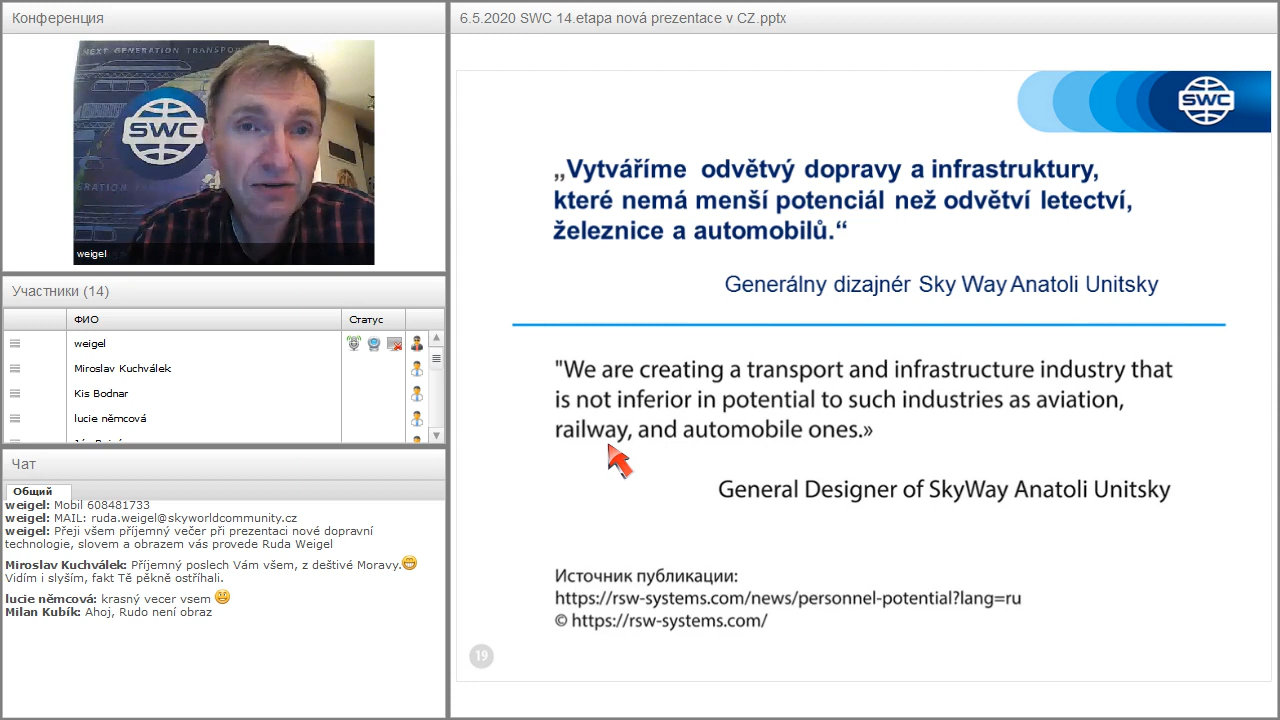 Конференция
NEXT GENERATION TRANSPO
SWC
weigel
Участники (14)
ФИО
Статус
weigel
Miroslav Kuchválek
Kis Bodnar
lucie němcová
Чат
Общий
weigel: Mobil 608481733
weigel: MAIL: ruda.weigel@skyworldcommunity.cz
weigel: Přeji všem příjemný večer při prezentaci nové dopravní
technologie, slovem a obrazem vás provede Ruda Weigel
Miroslav Kuchválek: Příjemný poslech Vám všem, z deštivé Moravy.
Vidím i slyším, fakt Tě pěkně ostříhali.
lucie němcová: krasný vecer vsem
Milan Kubík: Ahoj, Rudo není obraz
6.5.2020 SWC 14.etapa nová prezentace v CZ.pptx
SWC
„Vytváříme odvětvý dopravy a infrastruktury,
které nemá menší potenciál než odvětví letectví,
železnice a automobilů.“
Generálny dizajnér Sky Way Anatoli Unitsky
"We are creating a transport and infrastructure industry that
is not inferior in potential to such industries as aviation,
railway, and automobile ones.»
General Designer of SkyWay Anatoli Unitsky
Источник публикации:
https://rsw-systems.com/news/personnel-potential?lang=ru
© https://rsw-systems.com/
19